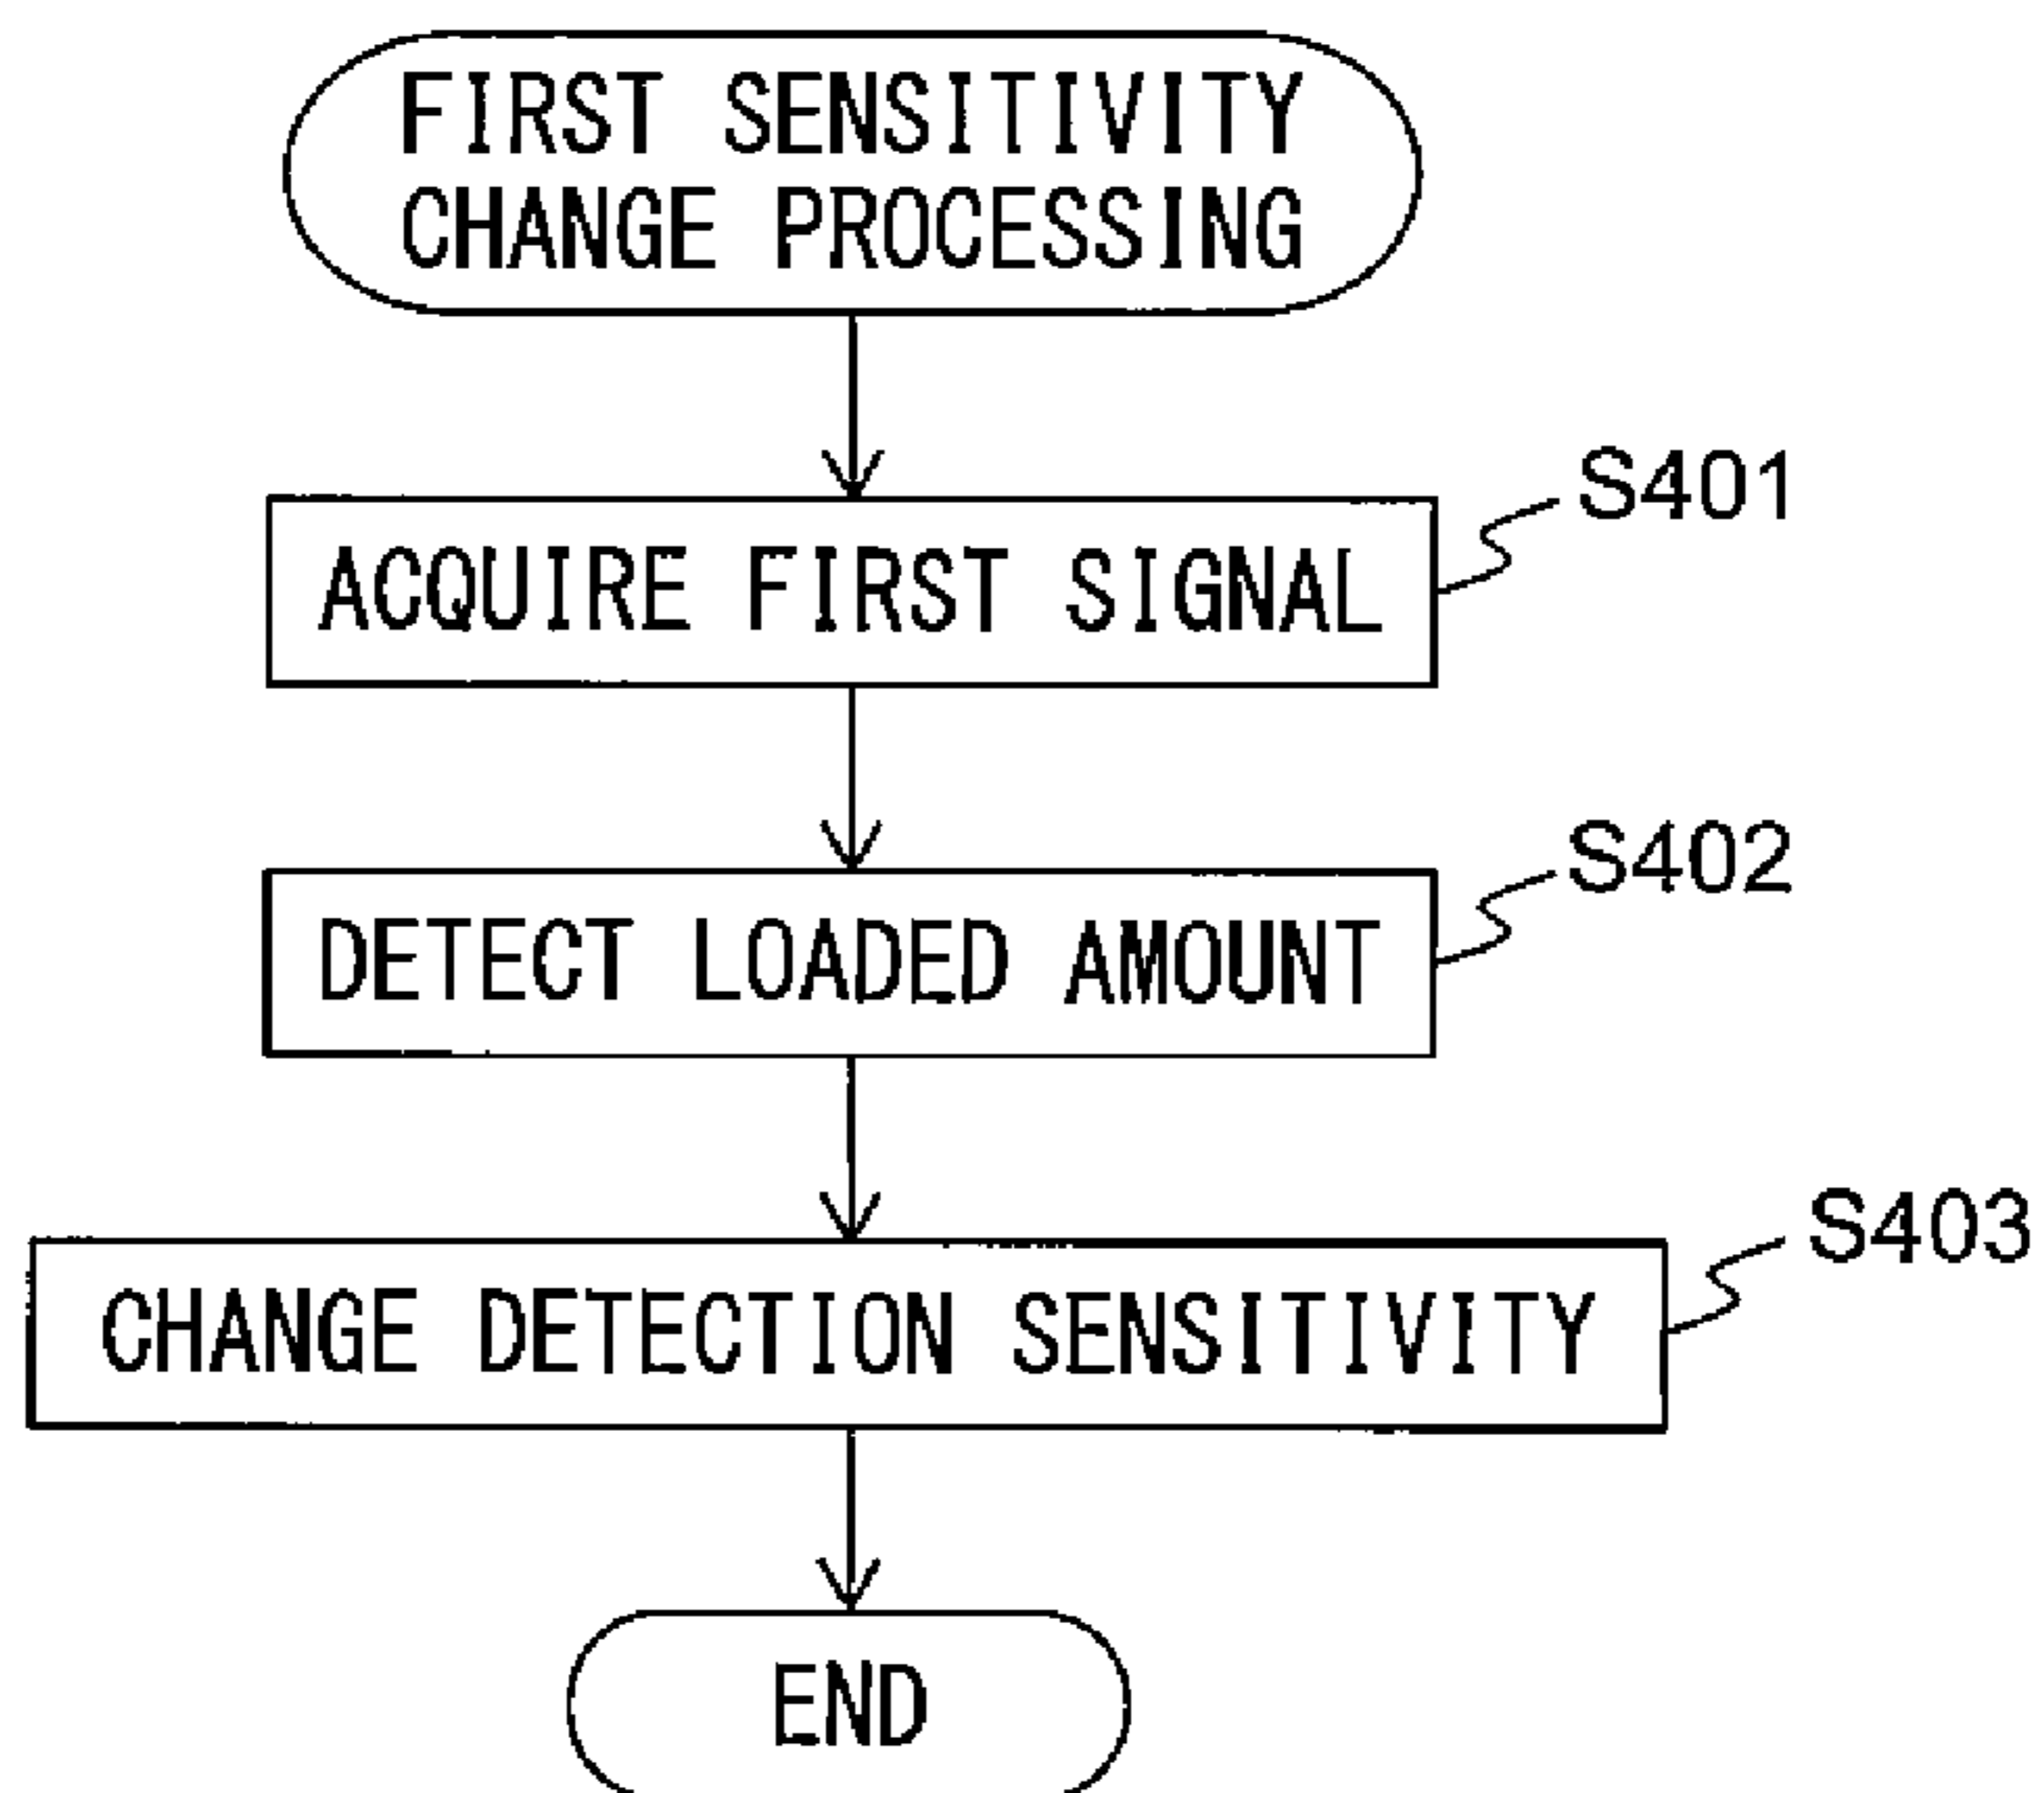 FIRST SENSITIVITY
CHANGE PROCESSING
S401
ACQUIRE FIRST SIGNAL
S402
DETECT LOADED AMOUNT
S403
CHANGE DETECTION SENSITIVITY
END